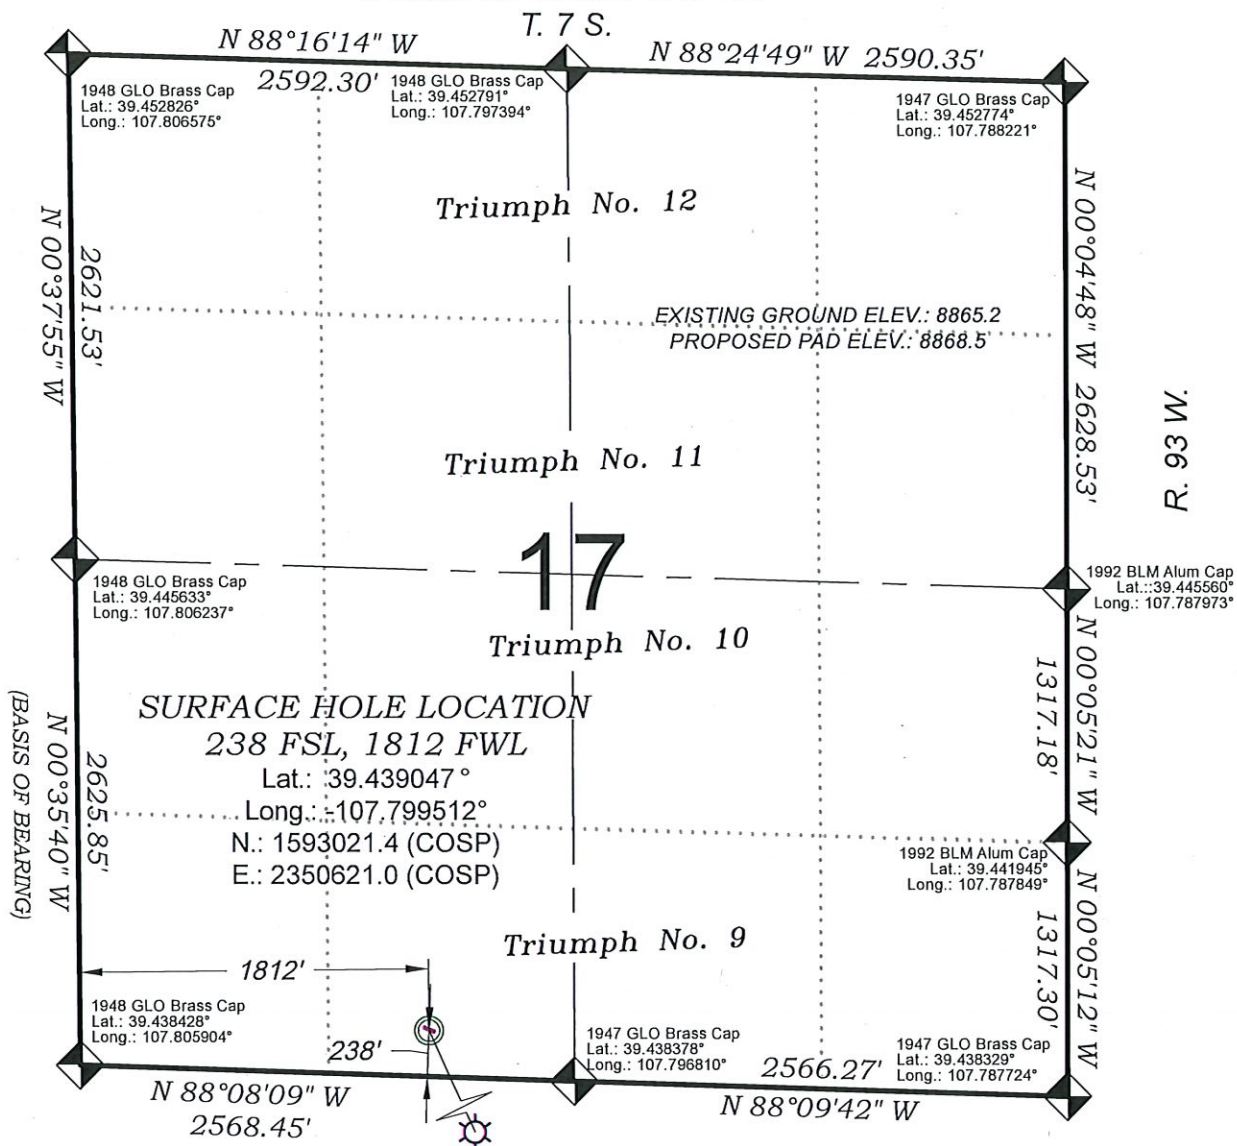 T. 7 S.
N 88°16'14" W
N 88°24'49" W 2590.35'
2592.30'
1948 GLO Brass Cap
Lat.: 39.452826°
Long.: 107.806575°
1948 GLO Brass Cap
Lat.: 39.452791°
Long.: 107.797394°
1947 GLO Brass Cap
Lat.: 39.452774°
Long.: 107.788221°
Triumph No. 12
N 00°37'55" W
2621.53'
N 00°04'48" W 2628.53'
EXISTING GROUND ELEV.: 8865.2
PROPOSED PAD ELEV.: 8868.5
R. 93 W.
Triumph No. 11
17
1948 GLO Brass Cap
Lat.: 39.445633°
Long.: 107.806237°
1992 BLM Alum Cap
Lat.::39.445560°
Long.: 107.787973°
Triumph No. 10
N 00°05'21" W
1317.18'
SURFACE HOLE LOCATION
238 FSL, 1812 FWL
Lat.: 39.439047°
Long.: -107.799512°
N.: 1593021.4 (COSP)
E.: 2350621.0 (COSP)
(BASIS OF BEARING)
N 00°35'40" W
2625.85'
1992 BLM Alum Cap
Lat.: 39.441945°
Long.: 107.787849°
Triumph No. 9
N 00°05'12" W
1317.30'
1812'
1948 GLO Brass Cap
Lat.: 39.438428°
Long.: 107.805904°
238'
1947 GLO Brass Cap
Lat.: 39.438378°
Long.: 107.796810°
1947 GLO Brass Cap
Lat.: 39.438329°
Long.: 107.787724°
2566.27'
N 88°08'09" W
2568.45'
N 88°09'42" W